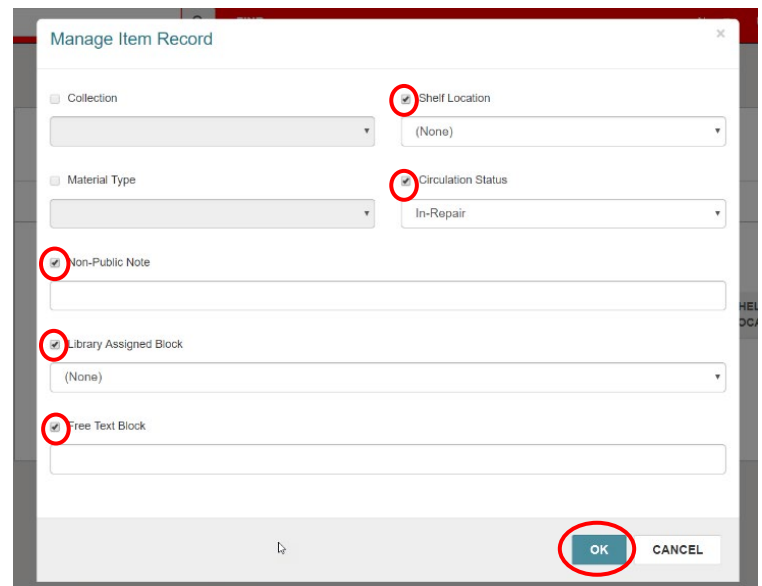 Manage Item Record
×
Collection
Shelf Location
(None)
Material Type
Circulation Status
In-Repair
Non-Public Note
Library Assigned Block
(None)
Free Text Block
OK
CANCEL